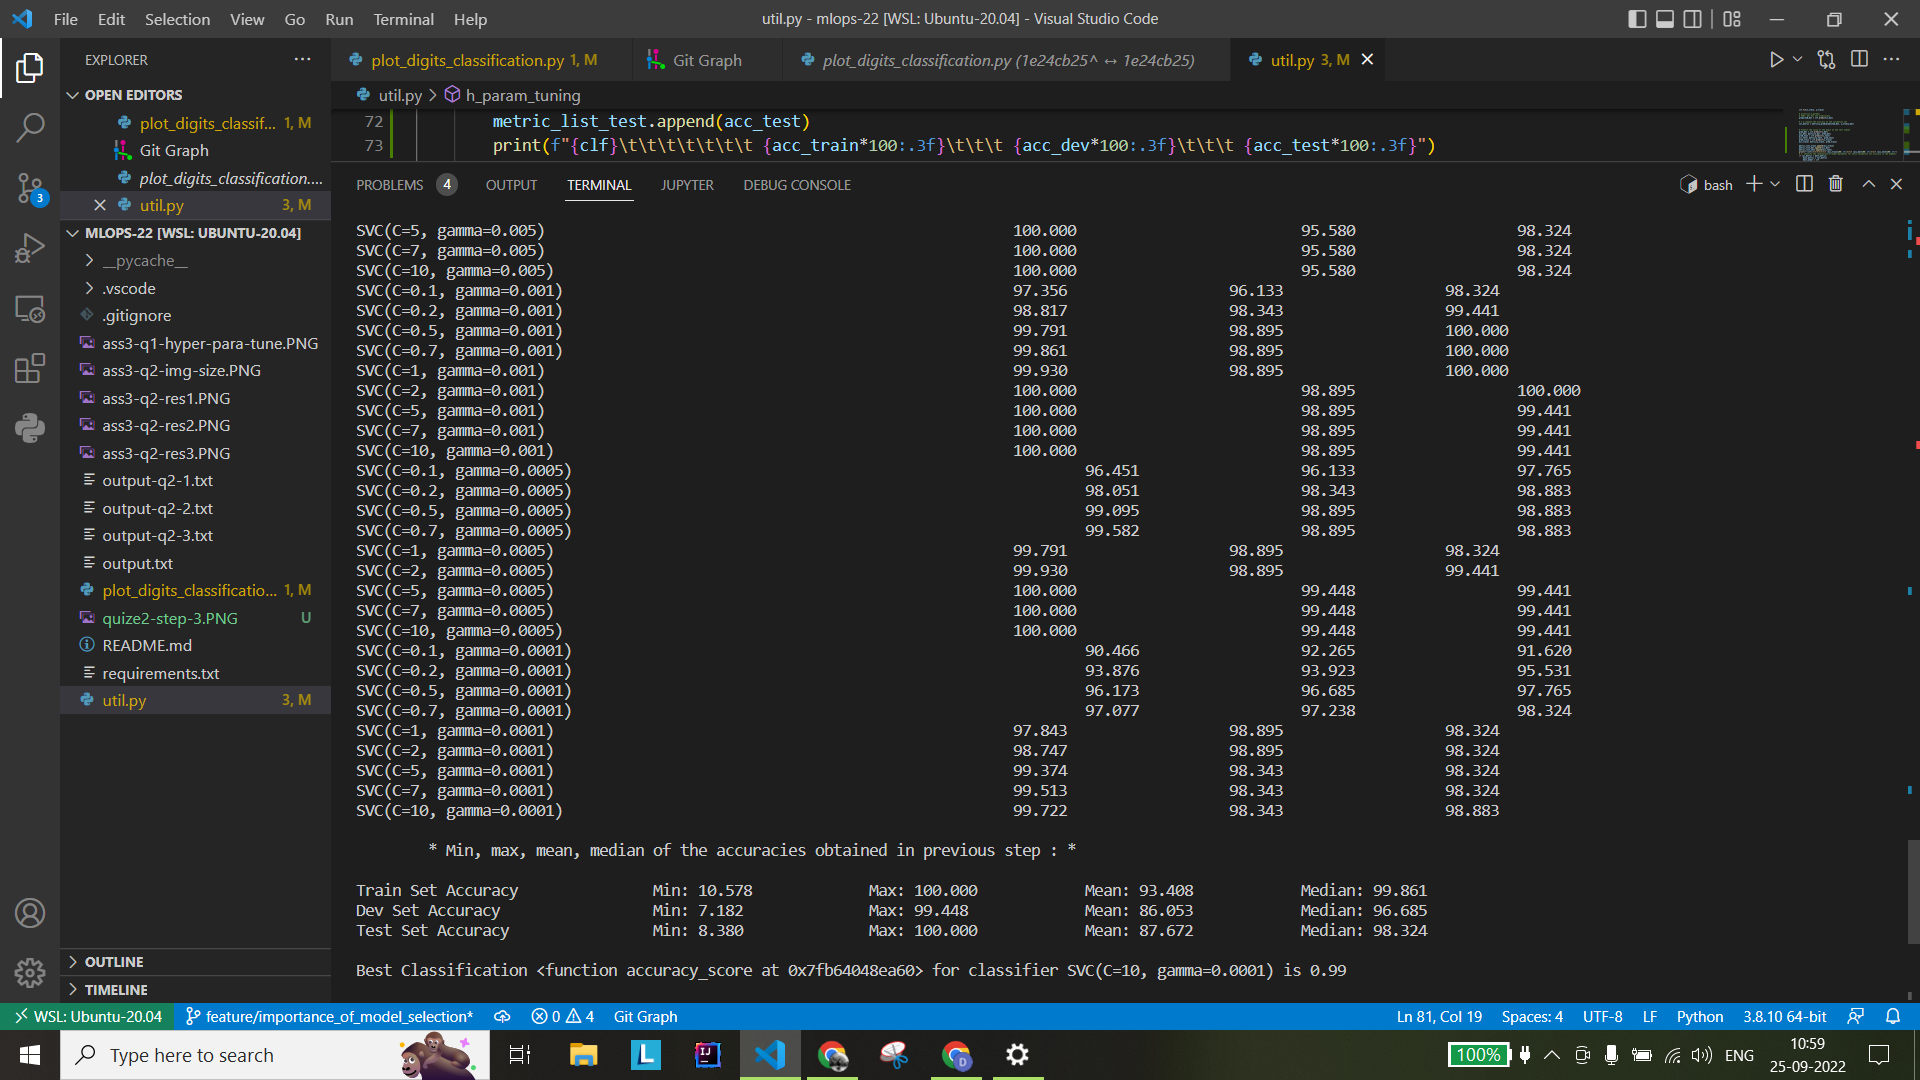 File Edit Selection View Go Run Terminal Help
util.py - mlops-22 [WSL: Ubuntu-20.04] - Visual Studio Code
EXPLORER
OPEN EDITORS
plot_digits_classif... 1, M
Git Graph
plot_digits_classification....
util.py 3, M
MLOPS-22 [WSL: UBUNTU-20.04]
__pycache__
.vscode
.gitignore
ass3-q1-hyper-para-tune.PNG
ass3-q2-img-size.PNG
ass3-q2-res1.PNG
ass3-q2-res2.PNG
ass3-q2-res3.PNG
output-q2-1.txt
output-q2-2.txt
output-q2-3.txt
output.txt
plot_digits_classificatio... 1, M
quize2-step-3.PNG U
README.md
requirements.txt
util.py 3, M
OUTLINE
TIMELINE
plot_digits_classification.py 1, M Git Graph plot_digits_classification.py (1e24cb25^ ↔ 1e24cb25) util.py 3, M
util.py > h_param_tuning
72 metric_list_test.append(acc_test)
73 print(f"{clf}\t\t\t\t\t\t\t {acc_train*100:.3f}\t\t\t {acc_dev*100:.3f}\t\t\t {acc_test*100:.3f}")
PROBLEMS 4 OUTPUT TERMINAL JUPYTER DEBUG CONSOLE bash
SVC(C=5, gamma=0.005) 100.000 95.580 98.324
SVC(C=7, gamma=0.005) 100.000 95.580 98.324
SVC(C=10, gamma=0.005) 100.000 95.580 98.324
SVC(C=0.1, gamma=0.001) 97.356 96.133 98.324
SVC(C=0.2, gamma=0.001) 98.817 98.343 99.441
SVC(C=0.5, gamma=0.001) 99.791 98.895 100.000
SVC(C=0.7, gamma=0.001) 99.861 98.895 100.000
SVC(C=1, gamma=0.001) 99.930 98.895 100.000
SVC(C=2, gamma=0.001) 100.000 98.895 100.000
SVC(C=5, gamma=0.001) 100.000 98.895 99.441
SVC(C=7, gamma=0.001) 100.000 98.895 99.441
SVC(C=10, gamma=0.001) 100.000 98.895 99.441
SVC(C=0.1, gamma=0.0005) 96.451 96.133 97.765
SVC(C=0.2, gamma=0.0005) 98.051 98.343 98.883
SVC(C=0.5, gamma=0.0005) 99.095 98.895 98.883
SVC(C=0.7, gamma=0.0005) 99.582 98.895 98.883
SVC(C=1, gamma=0.0005) 99.791 98.895 98.324
SVC(C=2, gamma=0.0005) 99.930 98.895 99.441
SVC(C=5, gamma=0.0005) 100.000 99.448 99.441
SVC(C=7, gamma=0.0005) 100.000 99.448 99.441
SVC(C=10, gamma=0.0005) 100.000 99.448 99.441
SVC(C=0.1, gamma=0.0001) 90.466 92.265 91.620
SVC(C=0.2, gamma=0.0001) 93.876 93.923 95.531
SVC(C=0.5, gamma=0.0001) 96.173 96.685 97.765
SVC(C=0.7, gamma=0.0001) 97.077 97.238 98.324
SVC(C=1, gamma=0.0001) 97.843 98.895 98.324
SVC(C=2, gamma=0.0001) 98.747 98.895 98.324
SVC(C=5, gamma=0.0001) 99.374 98.343 98.324
SVC(C=7, gamma=0.0001) 99.513 98.343 98.324
SVC(C=10, gamma=0.0001) 99.722 98.343 98.883
* Min, max, mean, median of the accuracies obtained in previous step : *
Train Set Accuracy Min: 10.578 Max: 100.000 Mean: 93.408 Median: 99.861
Dev Set Accuracy Min: 7.182 Max: 99.448 Mean: 86.053 Median: 96.685
Test Set Accuracy Min: 8.380 Max: 100.000 Mean: 87.672 Median: 98.324
Best Classification <function accuracy_score at 0x7fb64048ea60> for classifier SVC(C=10, gamma=0.0001) is 0.99
3
WSL: Ubuntu-20.04 feature/importance_of_model_selection* 0 4 Git Graph Ln 81, Col 19 Spaces: 4 UTF-8 LF Python 3.8.10 64-bit
Type here to search
L
IJ
D
100%
ENG
10:59
25-09-2022